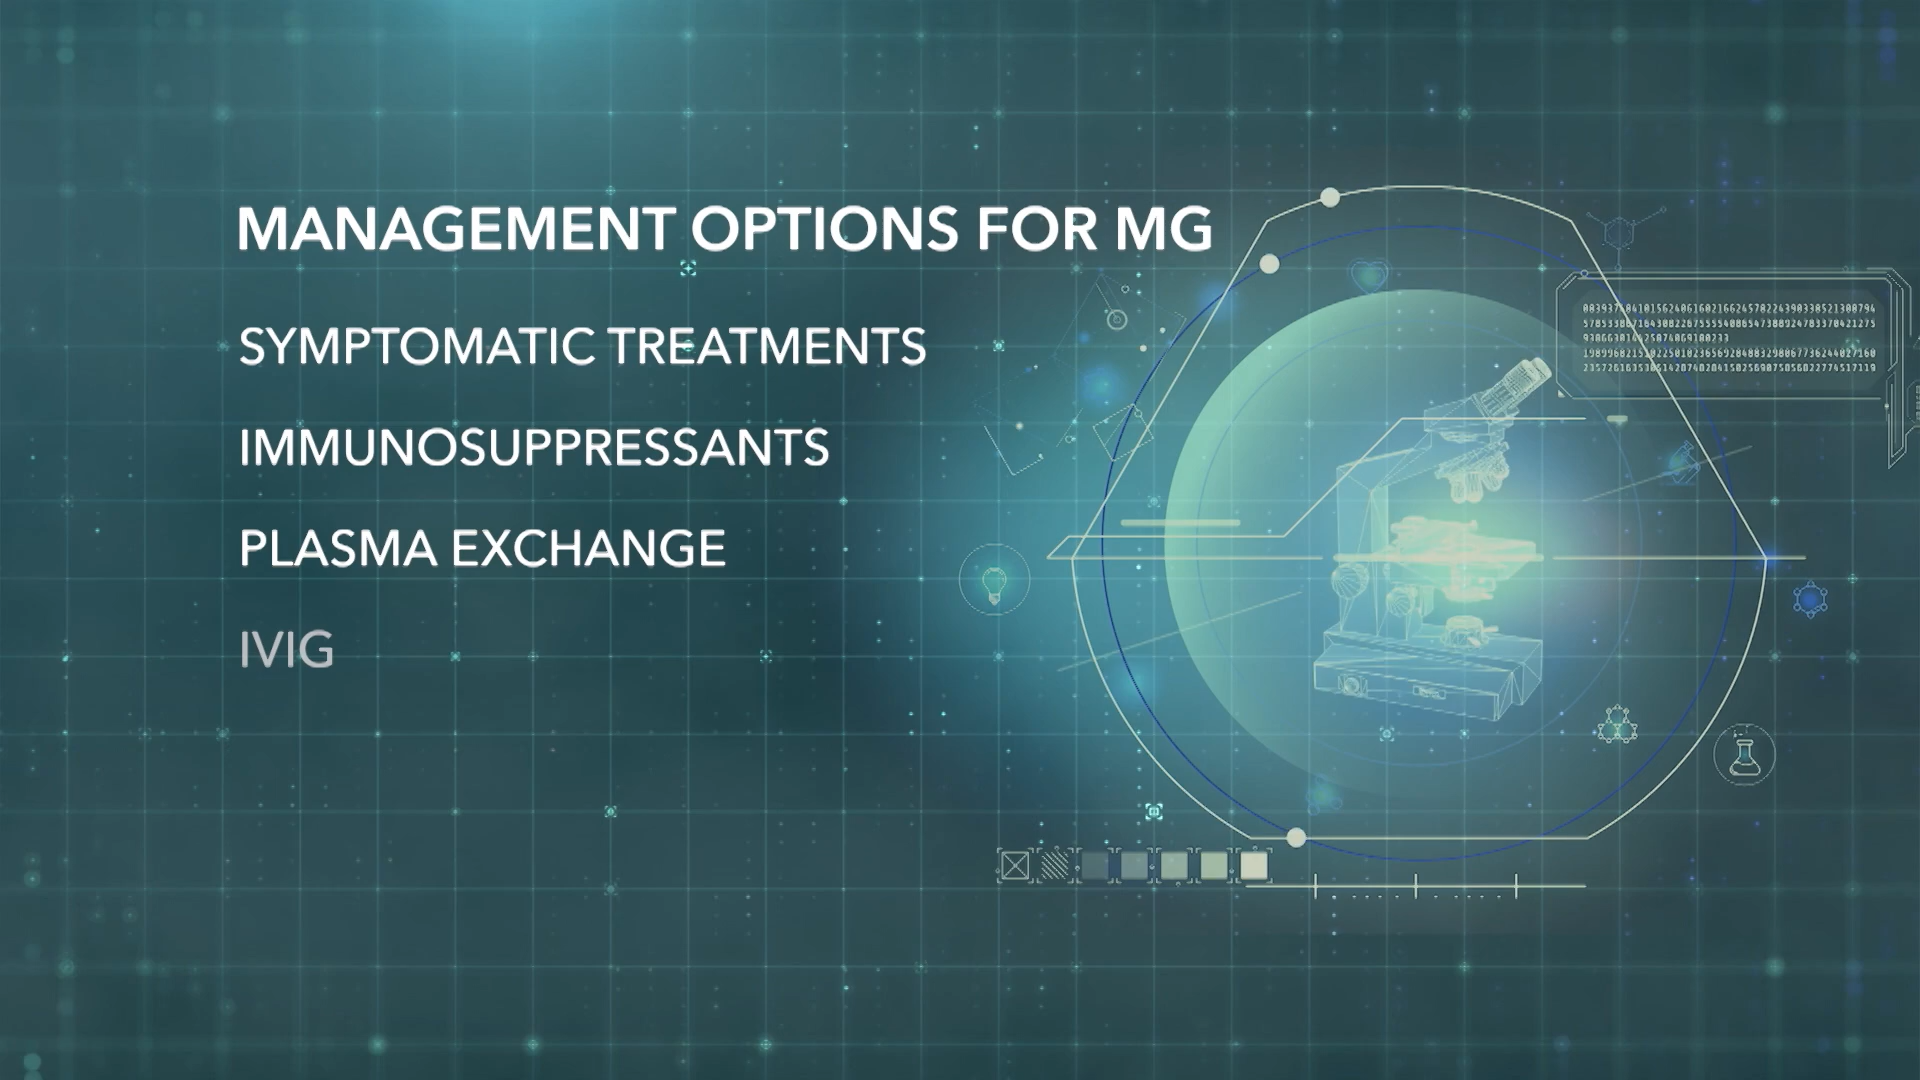 MANAGEMENT OPTIONS FOR MG
SYMPTOMATIC TREATMENTS
IMMUNOSUPPRESSANTS
PLASMA EXCHANGE
IVIG